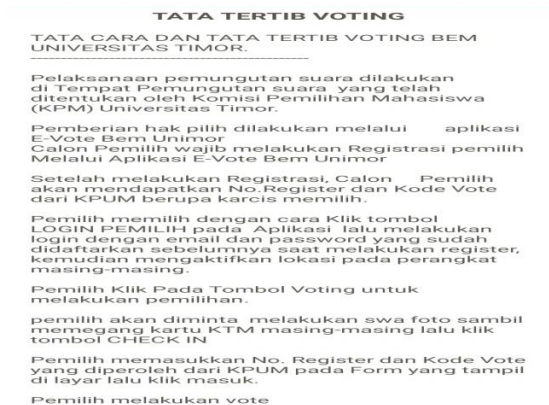 TATA TERTIB VOTING
TATA CARA DAN TATA TERTIB VOTING BEM
UNIVERSITAS TIMOR.
----------------------------------------------
Pelaksanaan pemungutan suara dilakukan
di Tempat Pemungutan suara yang telah
ditentukan oleh Komisi Pemilihan Mahasiswa
(KPM) Universitas Timor.
Pemberian hak pilih dilakukan melalui aplikasi
E-Vote Bem Unimor
Calon Pemilih wajib melakukan Registrasi pemilih
Melalui Aplikasi E-Vote Bem Unimor
Setelah melakukan Registrasi, Calon Pemilih
akan mendapatkan No.Register dan Kode Vote
dari KPUM berupa karcis memilih.
Pemilih memilih dengan cara Klik tombol
LOGIN PEMILIH pada Aplikasi lalu melakukan
login dengan email dan password yang sudah
didaftarkan sebelumnya saat melakukan register,
kemudian mengaktifkan lokasi pada perangkat
masing-masing.
Pemilih Klik Pada Tombol Voting untuk
melakukan pemilihan.
pemilih akan diminta melakukan swa foto sambil
memegang kartu KTM masing-masing lalu klik
tombol CHECK IN
Pemilih memasukkan No. Register dan Kode Vote
yang diperoleh dari KPUM pada Form yang tampil
di layar lalu klik masuk.
Pemilih melakukan vote